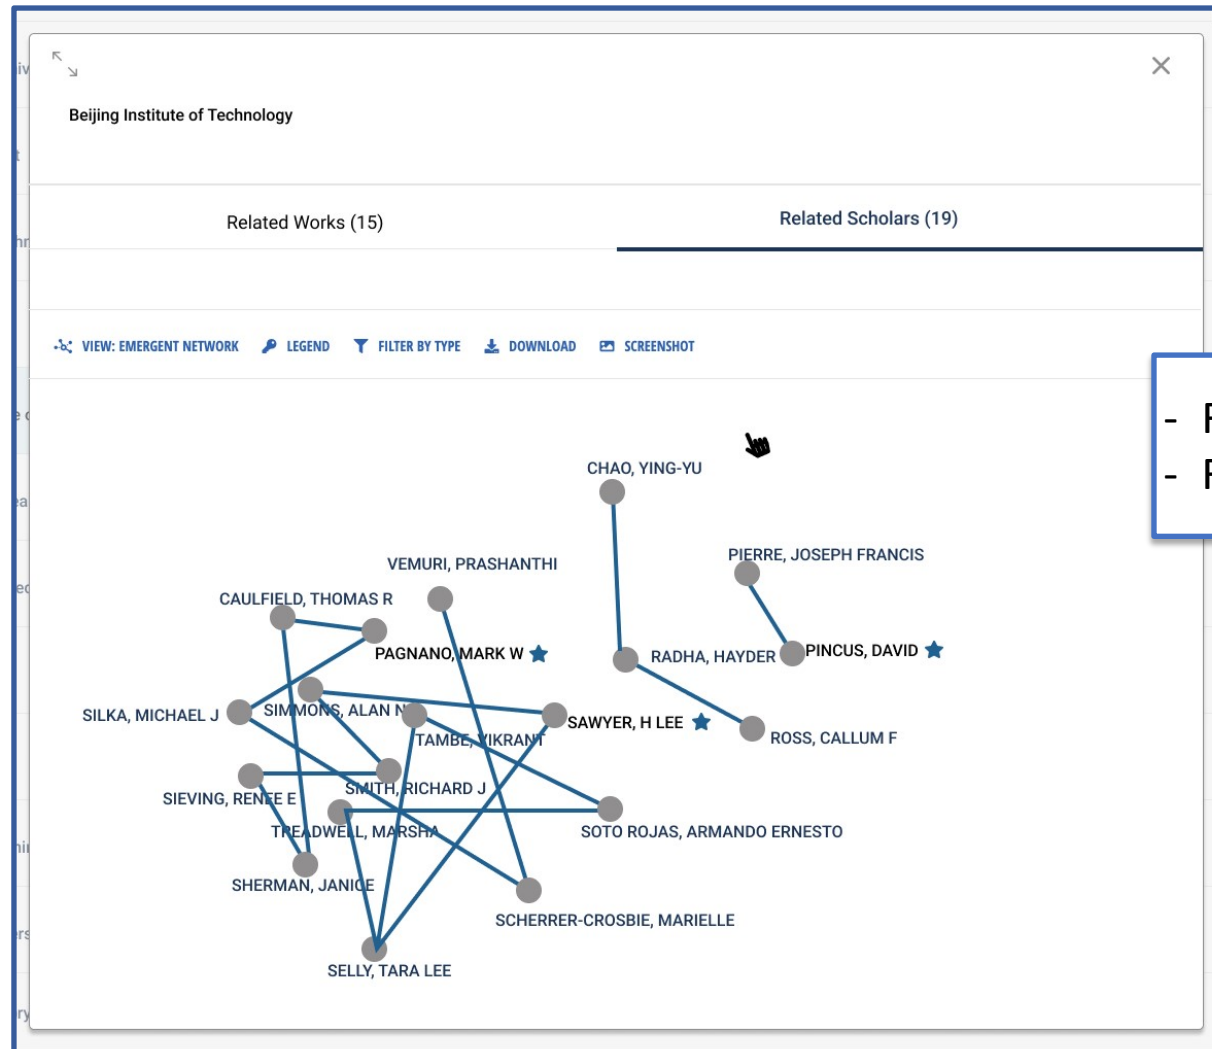 Beijing Institute of Technology
Related Works (15)
Related Scholars (19)
VIEW: EMERGENT NETWORK
LEGEND
FILTER BY TYPE
DOWNLOAD
SCREENSHOT
- F
- F
CHAO, YING-YU
PIERRE, JOSEPH FRANCIS
VEMURI, PRASHANTHI
CAULFIELD, THOMAS R
PAGNANO, MARK W
RADHA, HAYDER
PINCUS, DAVID
SILKA, MICHAEL J
SIMMONS, ALAN N
SAWYER, H LEE
TAMBE, VIKRANT
ROSS, CALLUM F
SMITH, RICHARD J
SIEVING, RENEE E
TREADWELL, MARSHA
SOTO ROJAS, ARMANDO ERNESTO
SHERMAN, JANICE
SCHERRER-CROSBIE, MARIELLE
SELLY, TARA LEE